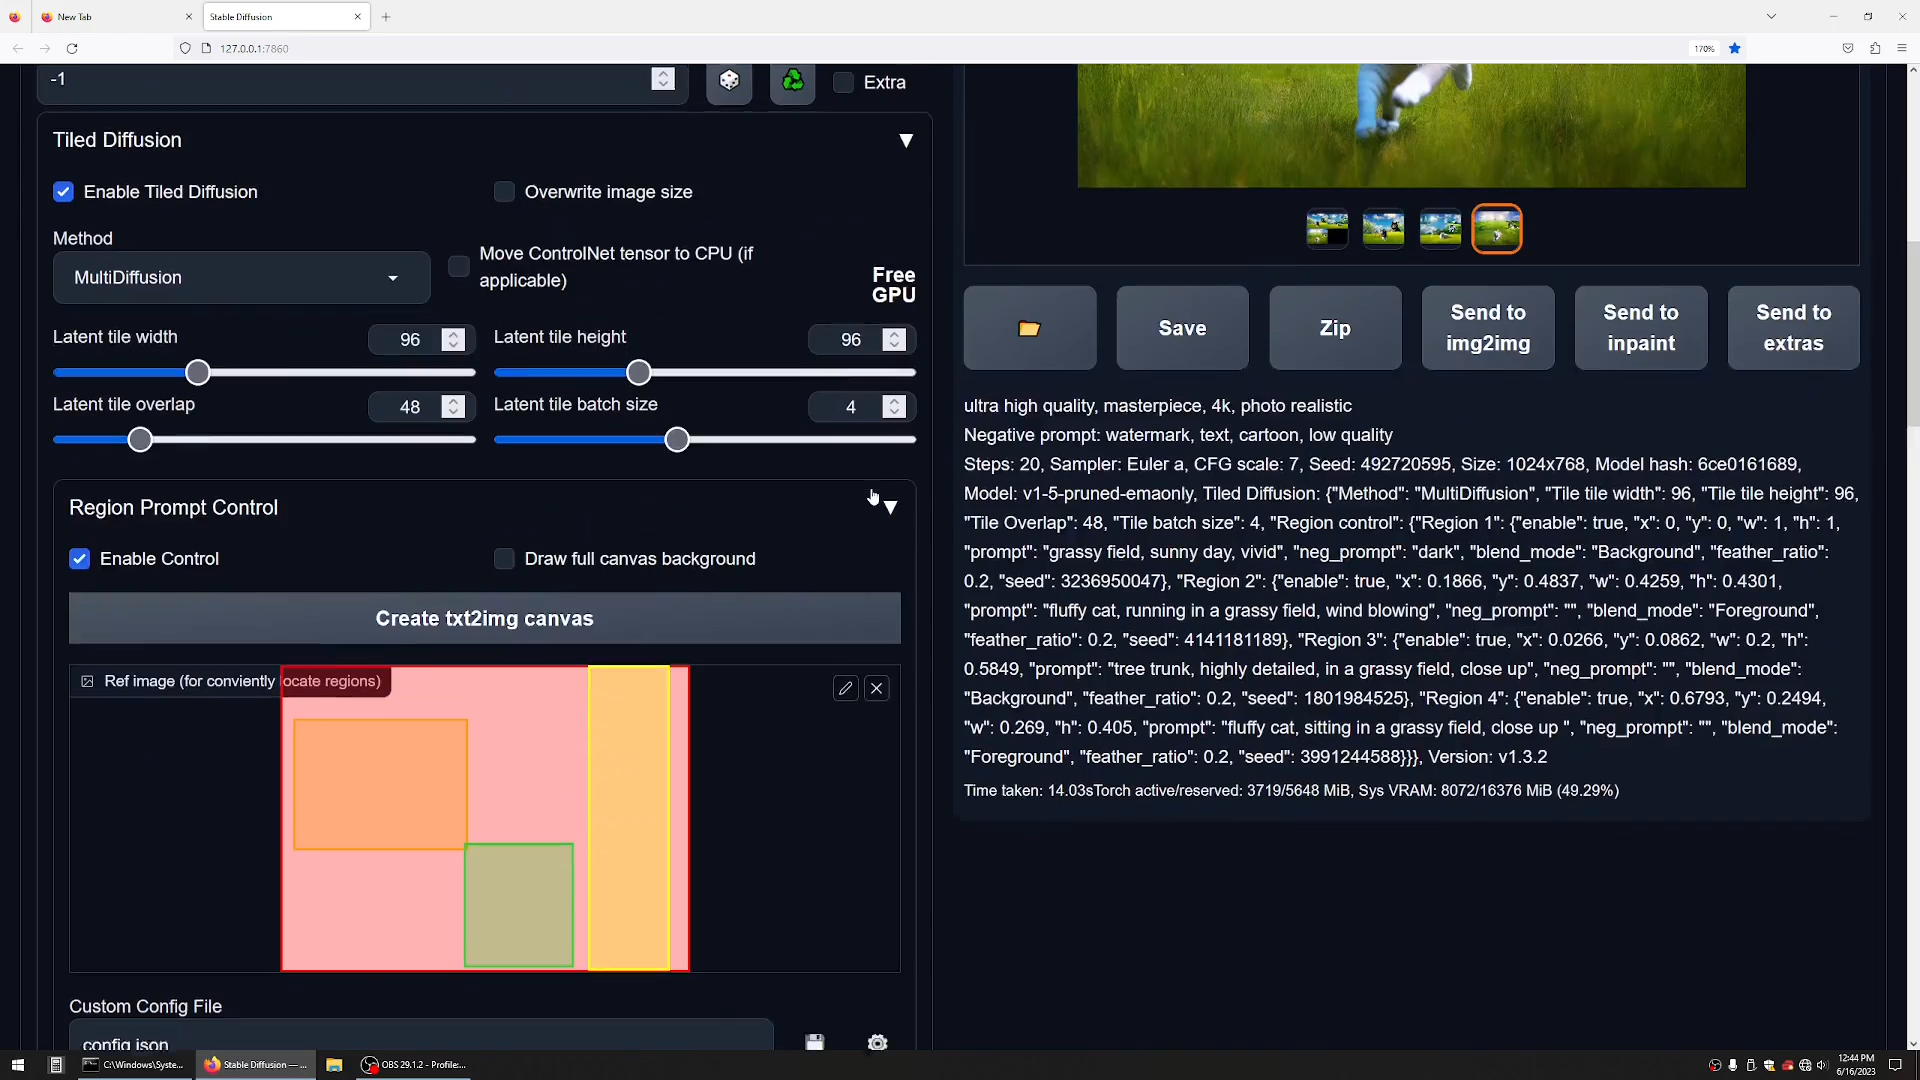 New Tab
Stable Diffusion
127.0.0.1:7860
170%
-1
Extra
Tiled Diffusion
Enable Tiled Diffusion
Overwrite image size
Method
MultiDiffusion
Move ControlNet tensor to CPU (if
applicable)
Free
GPU
Latent tile width
96
Latent tile height
96
Latent tile overlap
48
Latent tile batch size
4
Region Prompt Control
Enable Control
Draw full canvas background
Create txt2img canvas
Ref image (for conviently locate regions)
Custom Config File
config.json
Save
Zip
Send to
img2img
Send to
inpaint
Send to
extras
ultra high quality, masterpiece, 4k, photo realistic
Negative prompt: watermark, text, cartoon, low quality
Steps: 20, Sampler: Euler a, CFG scale: 7, Seed: 492720595, Size: 1024x768, Model hash: 6ce0161689,
Model: v1-5-pruned-emaonly, Tiled Diffusion: {"Method": "MultiDiffusion", "Tile tile width": 96, "Tile tile height": 96,
"Tile Overlap": 48, "Tile batch size": 4, "Region control": {"Region 1": {"enable": true, "x": 0, "y": 0, "w": 1, "h": 1,
"prompt": "grassy field, sunny day, vivid", "neg_prompt": "dark", "blend_mode": "Background", "feather_ratio":
0.2, "seed": 3236950047}, "Region 2": {"enable": true, "x": 0.1866, "y": 0.4837, "w": 0.4259, "h": 0.4301,
"prompt": "fluffy cat, running in a grassy field, wind blowing", "neg_prompt": "", "blend_mode": "Foreground",
"feather_ratio": 0.2, "seed": 4141181189}, "Region 3": {"enable": true, "x": 0.0266, "y": 0.0862, "w": 0.2, "h":
0.5849, "prompt": "tree trunk, highly detailed, in a grassy field, close up", "neg_prompt": "", "blend_mode":
"Background", "feather_ratio": 0.2, "seed": 1801984525}, "Region 4": {"enable": true, "x": 0.6793, "y": 0.2494,
"w": 0.269, "h": 0.405, "prompt": "fluffy cat, sitting in a grassy field, close up ", "neg_prompt": "", "blend_mode":
"Foreground", "feather_ratio": 0.2, "seed": 3991244588}}}, Version: v1.3.2
Time taken: 14.03sTorch active/reserved: 3719/5648 MiB, Sys VRAM: 8072/16376 MiB (49.29%)
C:\Windows\Syste...
Stable Diffusion — ...
OBS 29.1.2 - Profile:...
12:44 PM
6/16/2023